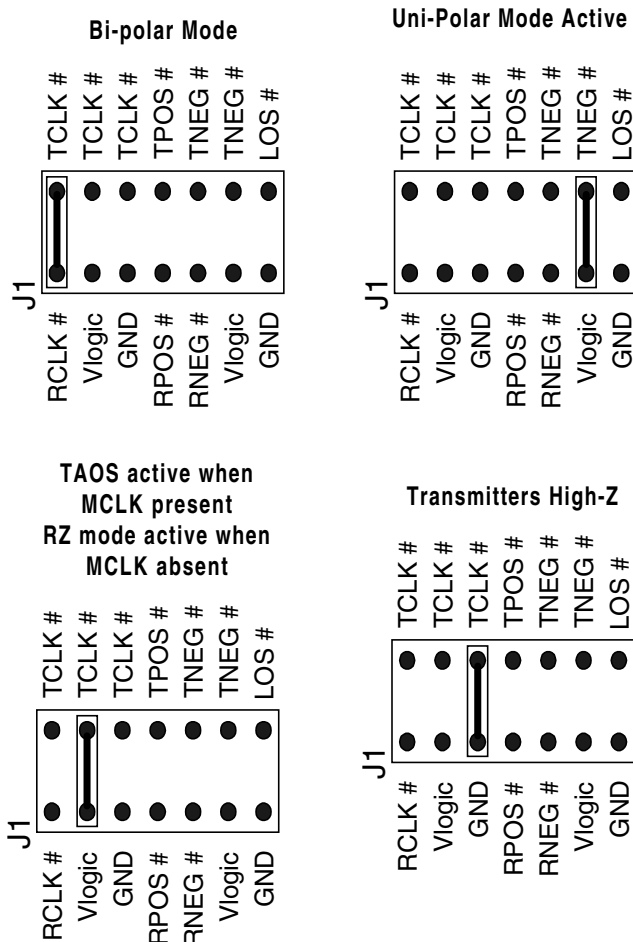 Bi-polar Mode
TCLK #
TCLK #
TCLK #
TPOS #
TNEG #
TNEG #
LOS #
J1
RCLK #
Vlogic
GND
RPOS #
RNEG #
Vlogic
GND
Uni-Polar Mode Active
TCLK #
TCLK #
TCLK #
TPOS #
TNEG #
TNEG #
LOS #
J1
RCLK #
Vlogic
GND
RPOS #
RNEG #
Vlogic
GND
TAOS active when
MCLK present
RZ mode active when
MCLK absent
TCLK #
TCLK #
TCLK #
TPOS #
TNEG #
TNEG #
LOS #
J1
RCLK #
Vlogic
GND
RPOS #
RNEG #
Vlogic
GND
Transmitters High-Z
TCLK #
TCLK #
TCLK #
TPOS #
TNEG #
TNEG #
LOS #
J1
RCLK #
Vlogic
GND
RPOS #
RNEG #
Vlogic
GND